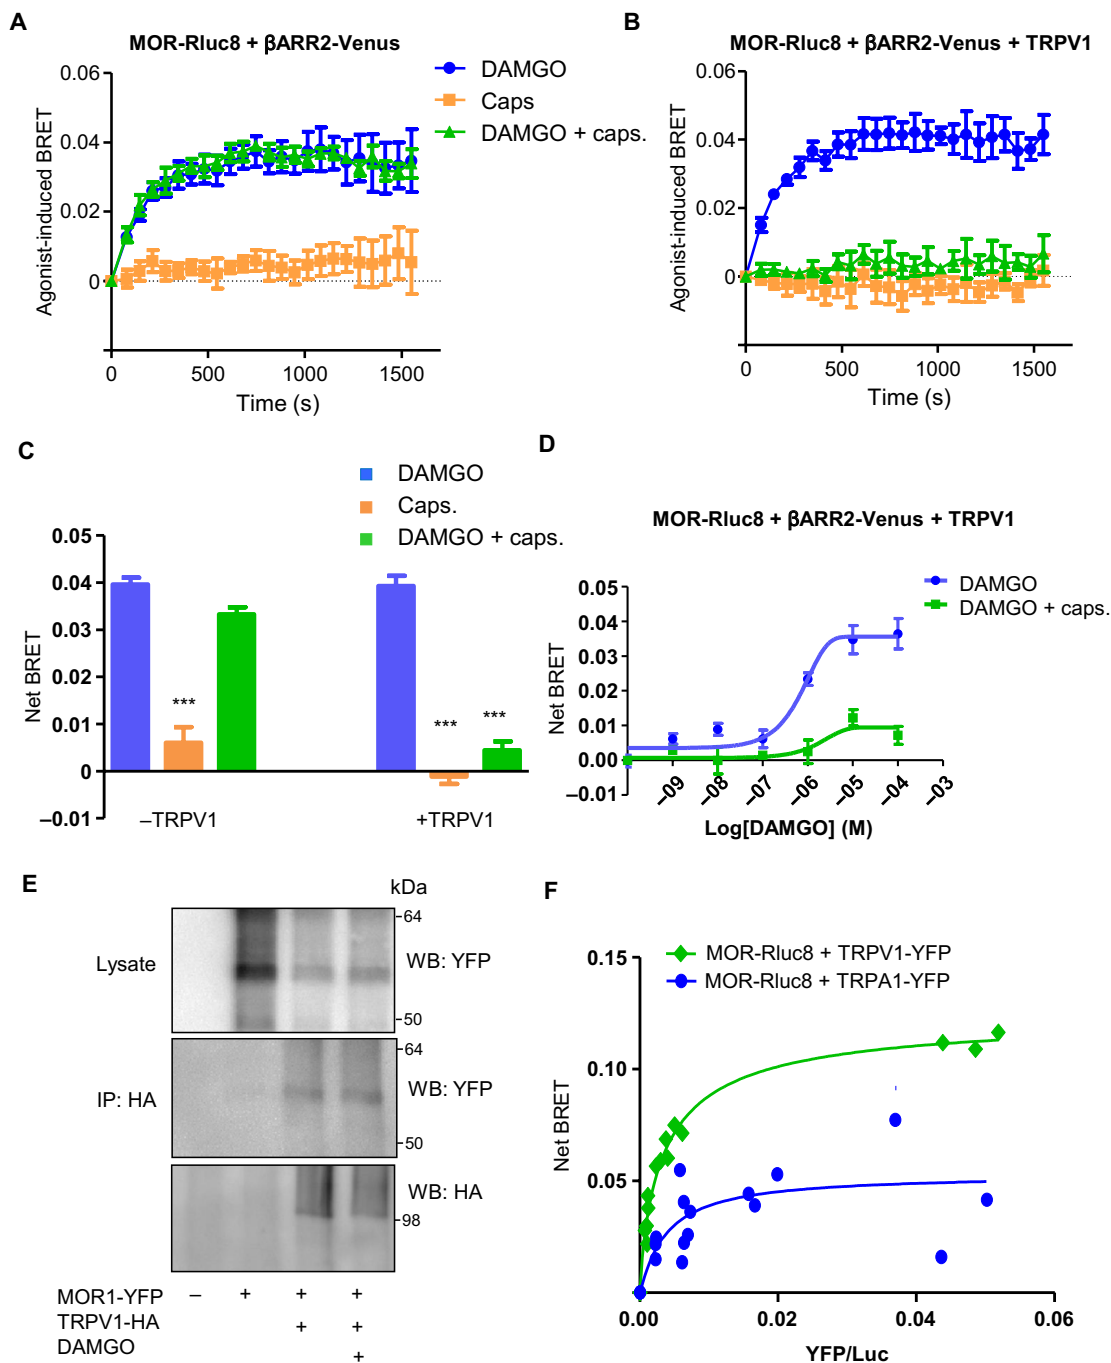 A
MOR-Rluc8 + βARR2-Venus
0.06
0.04
0.02
0
Agonist-induced BRET
0 500 1000 1500
Time (s)
DAMGO
Caps
DAMGO + caps.
B
MOR-Rluc8 + βARR2-Venus + TRPV1
0.06
0.04
0.02
0
Agonist-induced BRET
0 500 1000 1500
Time (s)
C
DAMGO
Caps.
DAMGO + caps.
0.05
0.04
0.03
0.02
0.01
0
–0.01
Net BRET
***
***
***
–TRPV1 +TRPV1
D
MOR-Rluc8 + βARR2-Venus + TRPV1
DAMGO
DAMGO + caps.
0.05
0.04
0.03
0.02
0.01
0.00
–0.01
Net BRET
–09 –08 –07 –06 –05 –04 –03
Log[DAMGO] (M)
E
kDa
Lysate
–64
WB: YFP
–50
IP: HA
–64
WB: YFP
–50
WB: HA
–98
MOR1-YFP – + + +
TRPV1-HA + +
DAMGO +
F
MOR-Rluc8 + TRPV1-YFP
MOR-Rluc8 + TRPA1-YFP
0.15
0.10
0.05
Net BRET
0.00 0.02 0.04 0.06
YFP/Luc